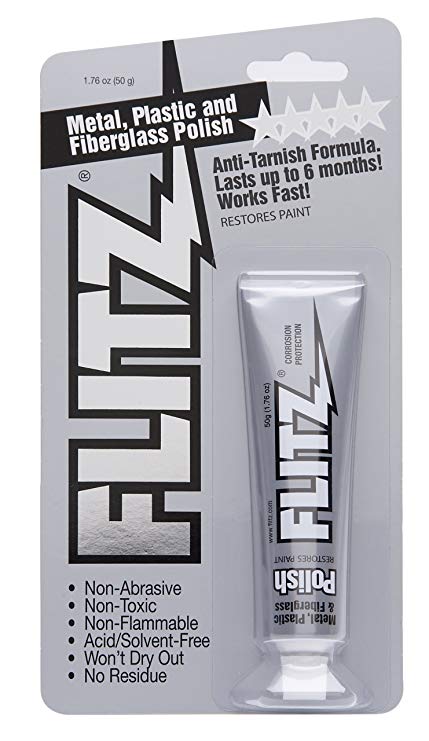 1.76 oz (50 g)
Metal, Plastic and
Fiberglass Polish
Anti-Tarnish Formula.
Lasts up to 6 months!
Works Fast!
RESTORES PAINT
FLITZ®
• Non-Abrasive
• Non-Toxic
• Non-Flammable
• Acid/Solvent-Free
• Won't Dry Out
• No Residue
CORROSION
PROTECTION
50g (1.76 oz)
FLITZ®
www.flitz.com
RESTORES PAINT
Polish
Metal, Plastic
& Fiberglass